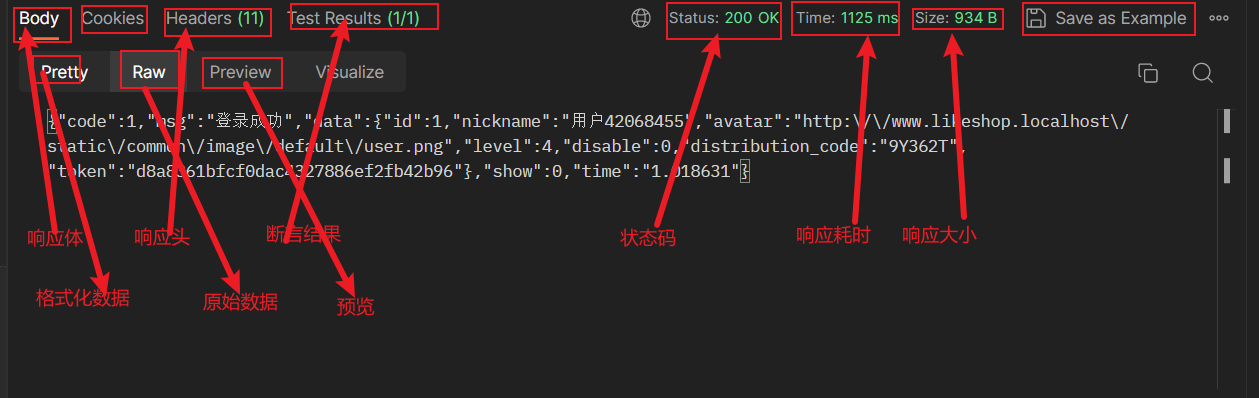 Body Cookies Headers (11) Test Results (1/1) Status: 200 OK Time: 1125 ms Size: 934 B Save as Example
Pretty Raw Preview Visualize
{"code":1,"msg":"登录成功","data":{"id":1,"nickname":"用户42068455","avatar":"http:\/\/www.likeshop.localhost\/
static\/common\/image\/default\/user.png","level":4,"disable":0,"distribution_code":"9Y362T",
"token":" "},"show":0,"time":"1.018631"}
响应体 响应头 断言结果 状态码 响应耗时 响应大小
格式化数据 原始数据 预览